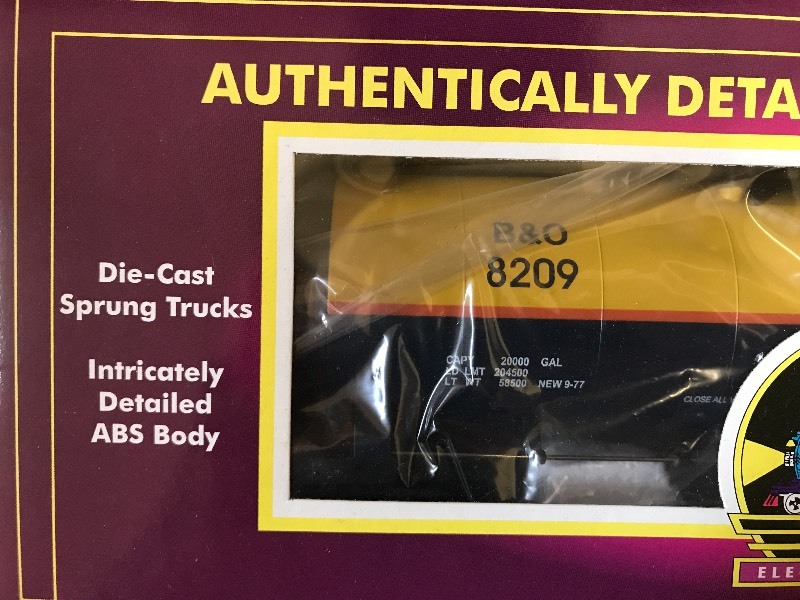 AUTHENTICALLY DETA
B&O
8209
Die-Cast
Sprung Trucks
Intricately
Detailed
ABS Body
CAPY 20000 GAL
LD LMT 204500
LT WT 58500 NEW 9-77
CLOSE ALL
ELE